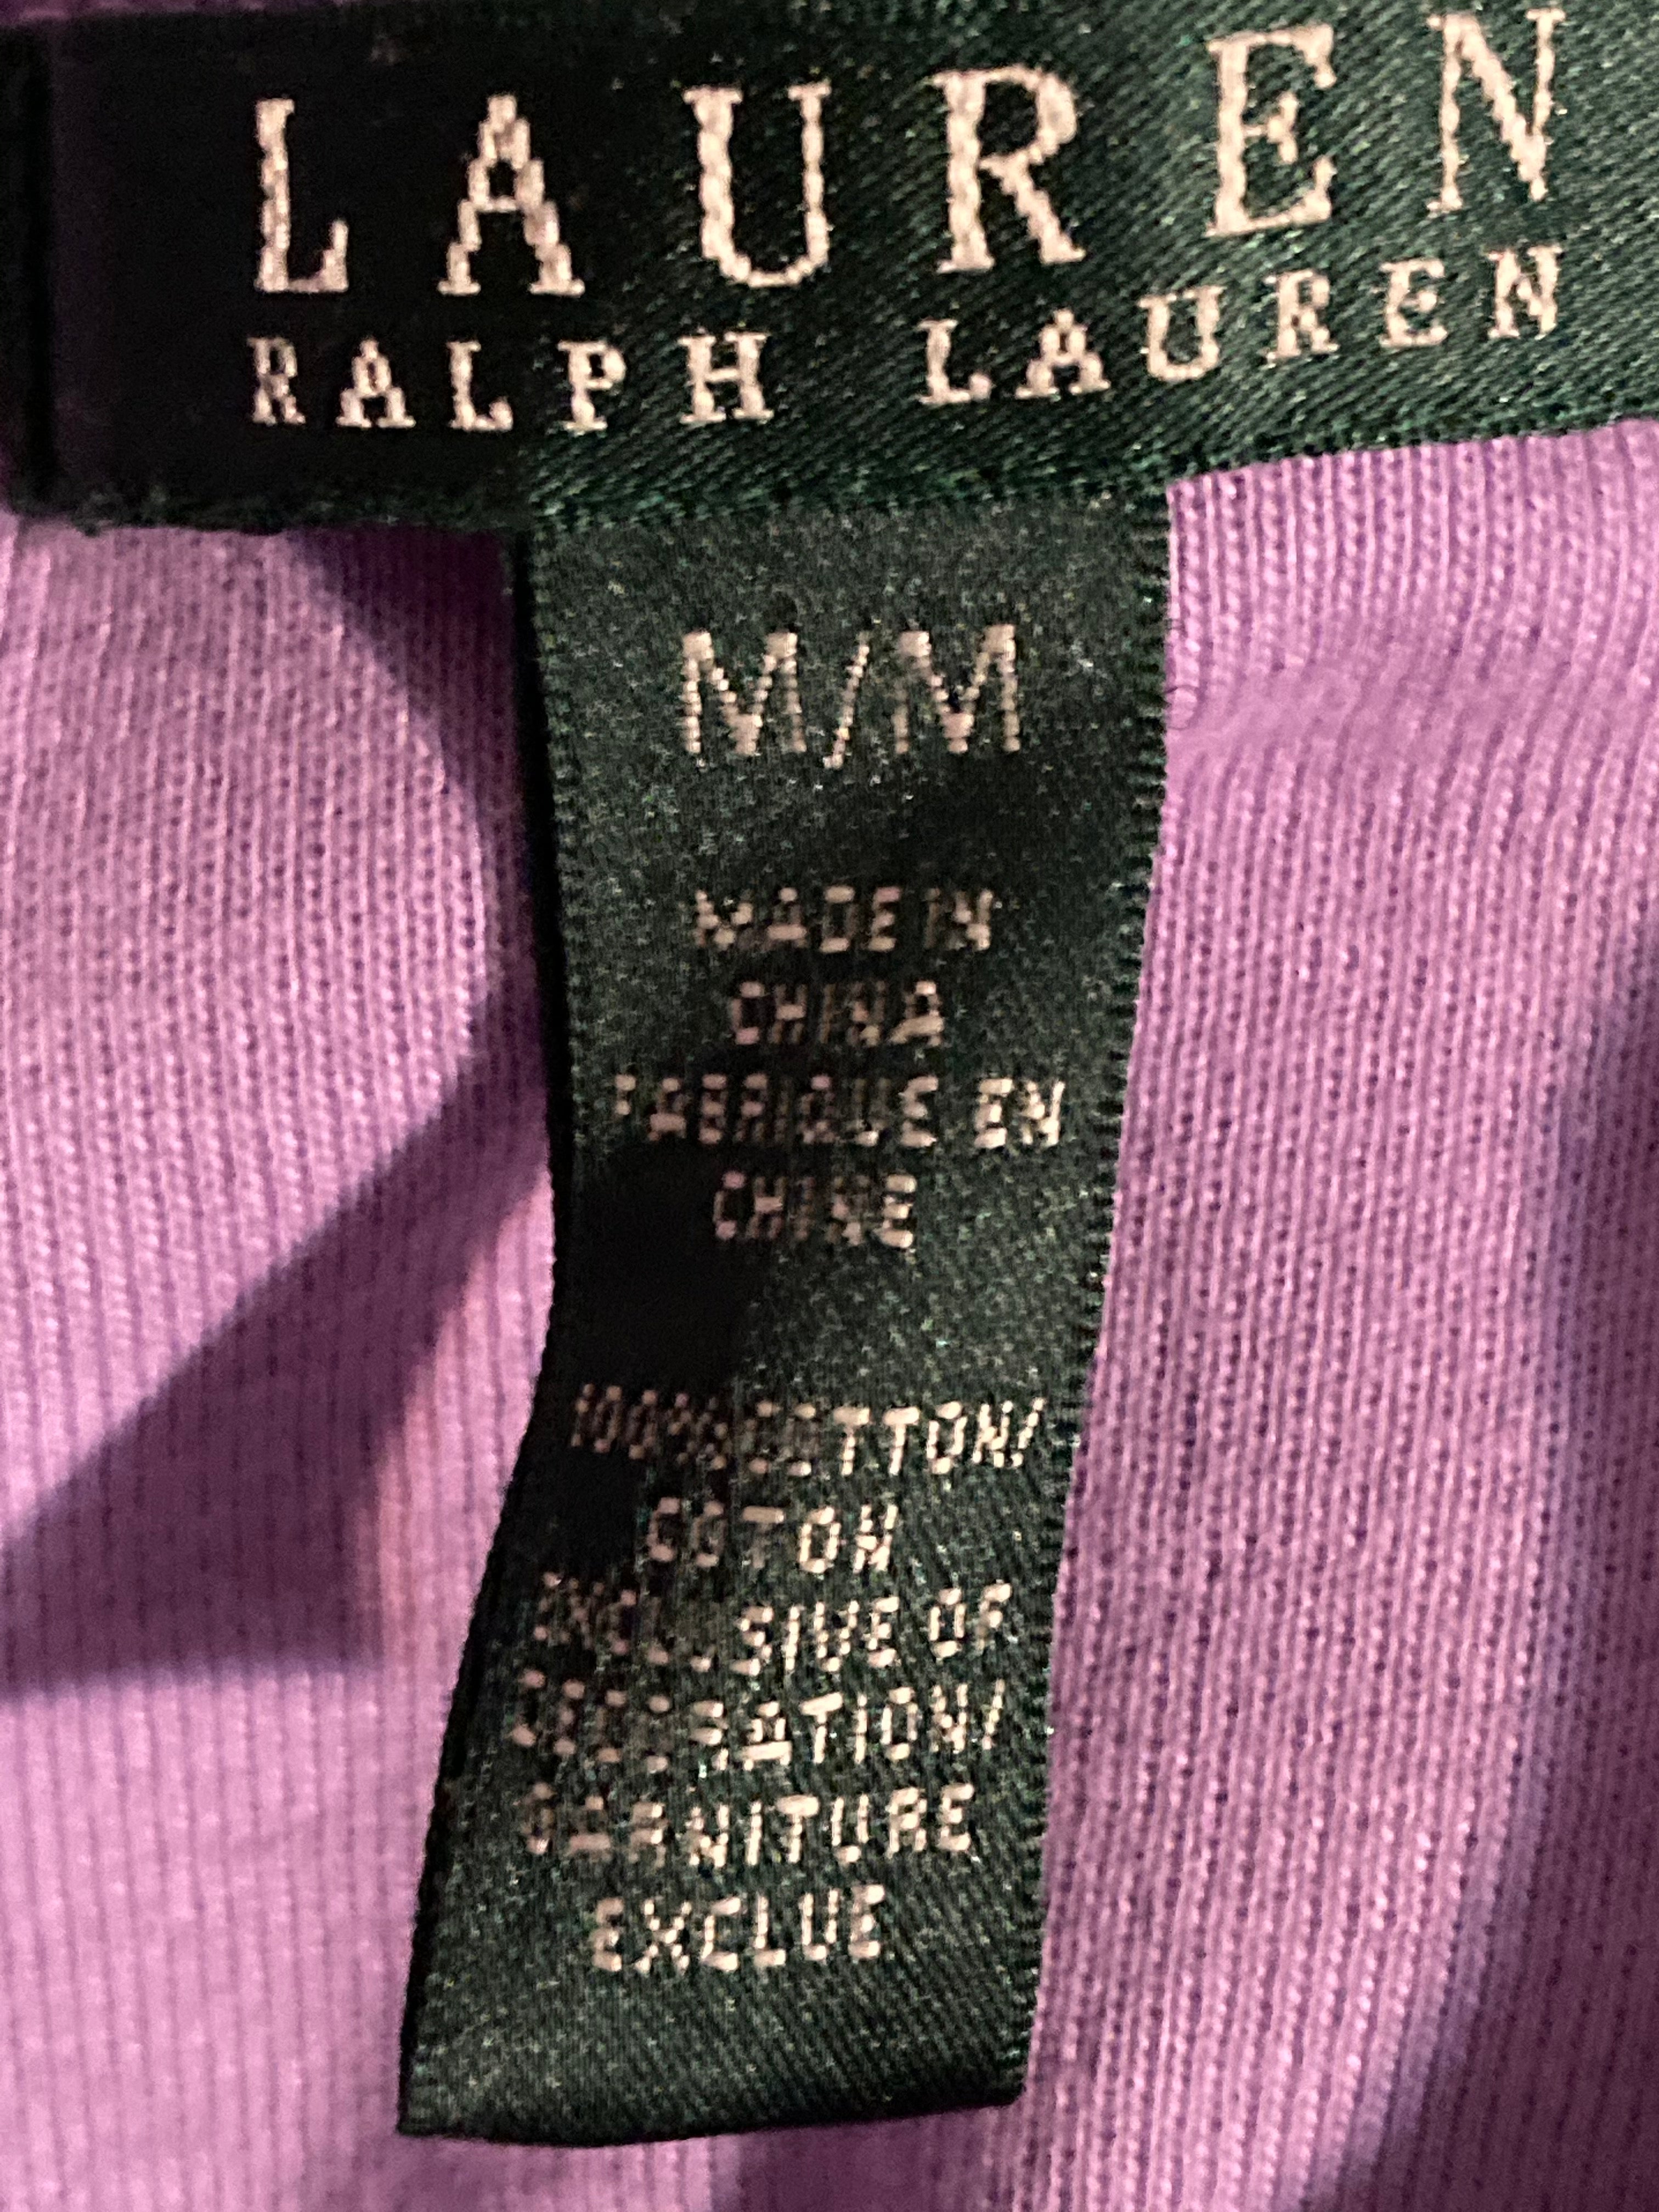 LAUREN
RALPH LAUREN
M/M
MADE IN
CHINA
FABRIQUE EN
CHINE
100% COTTON/
COTON
EXCLUSIVE OF
DECORATION/
GARNITURE
EXCLUE